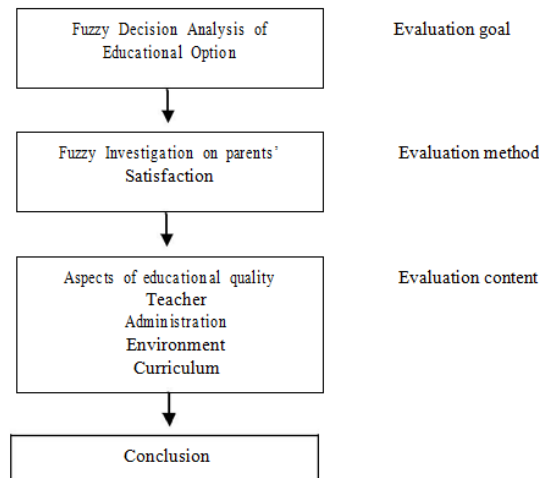 Fuzzy Decision Analysis of
Educational Option
Evaluation goal
Fuzzy Investigation on parents'
Satisfaction
Evaluation method
Aspects of educational quality
Teacher
Administration
Environment
Curriculum
Evaluation content
Conclusion